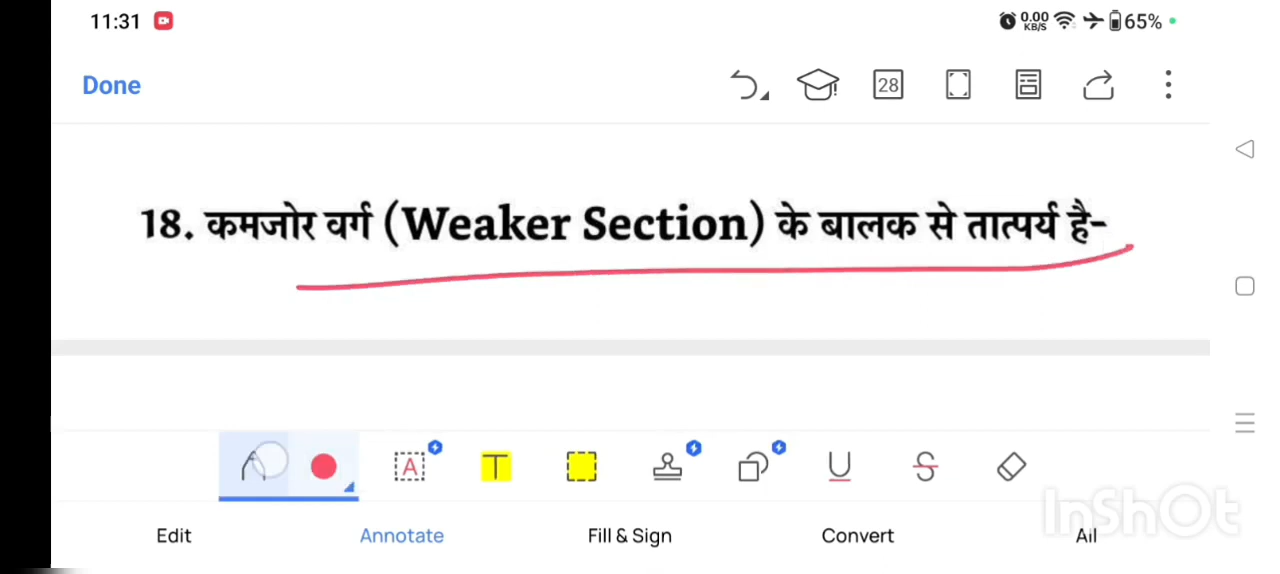 11:31 0.00 KB/S 65%
Done 28
18. कमजोर वर्ग (Weaker Section) के बालक से तात्पर्य है-
A T U S
Edit Annotate Fill & Sign Convert All
InShOt